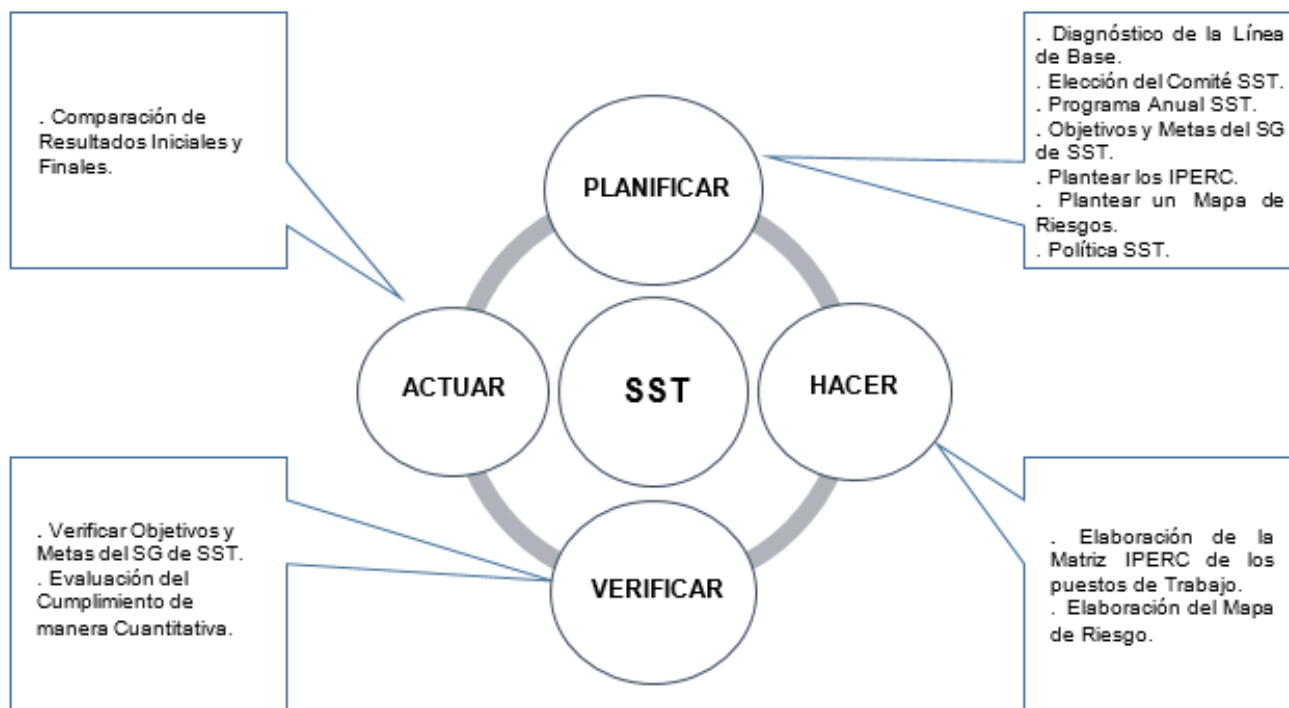 . Comparación de
Resultados Iniciales y
Finales.
. Diagnóstico de la Línea
de Base.
. Elección del Comité SST.
. Programa Anual SST.
. Objetivos y Metas del SG
de SST.
. Plantear los IPERC.
. Plantear un Mapa de
Riesgos.
. Política SST.
PLANIFICAR
ACTUAR
SST
HACER
VERIFICAR
. Verificar Objetivos y
Metas del SG de SST.
. Evaluación del
Cumplimiento de
manera Cuantitativa.
. Elaboración de la
Matriz IPERC de los
puestos de Trabajo.
. Elaboración del Mapa
de Riesgo.